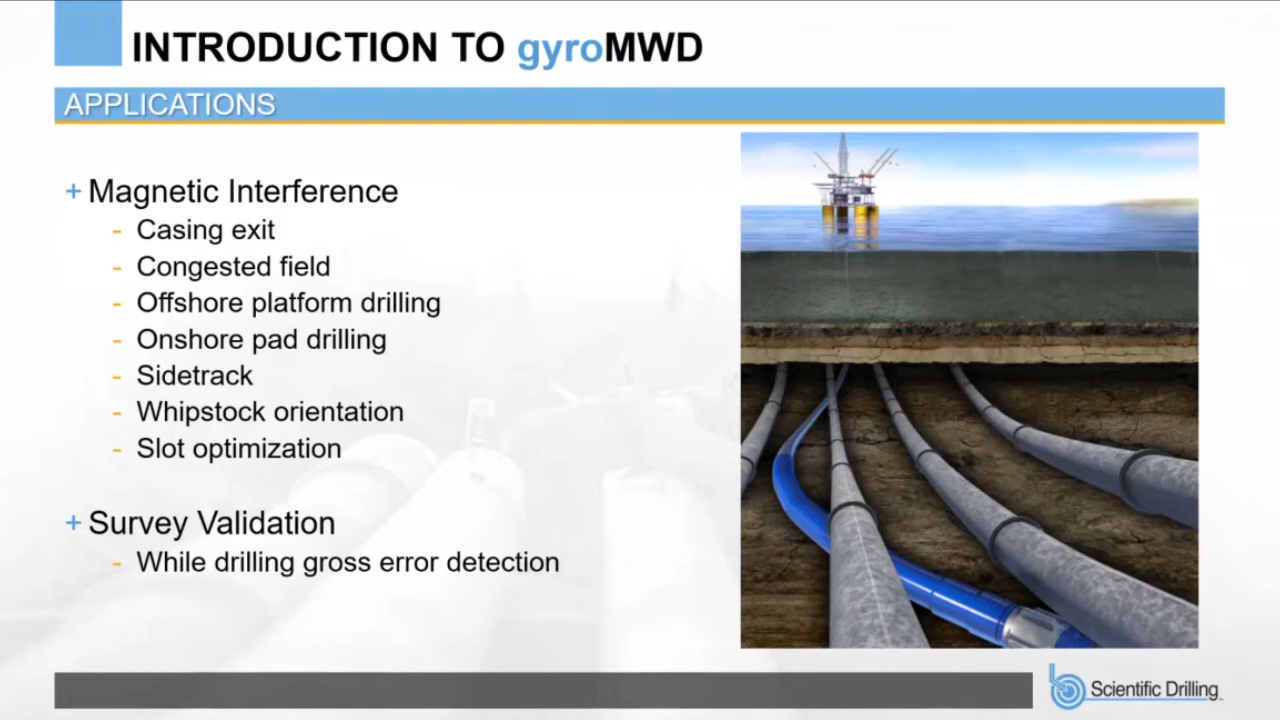 INTRODUCTION TO gyroMWD
APPLICATIONS
+ Magnetic Interference
- Casing exit
- Congested field
- Offshore platform drilling
- Onshore pad drilling
- Sidetrack
- Whipstock orientation
- Slot optimization
+ Survey Validation
- While drilling gross error detection
Scientific Drilling